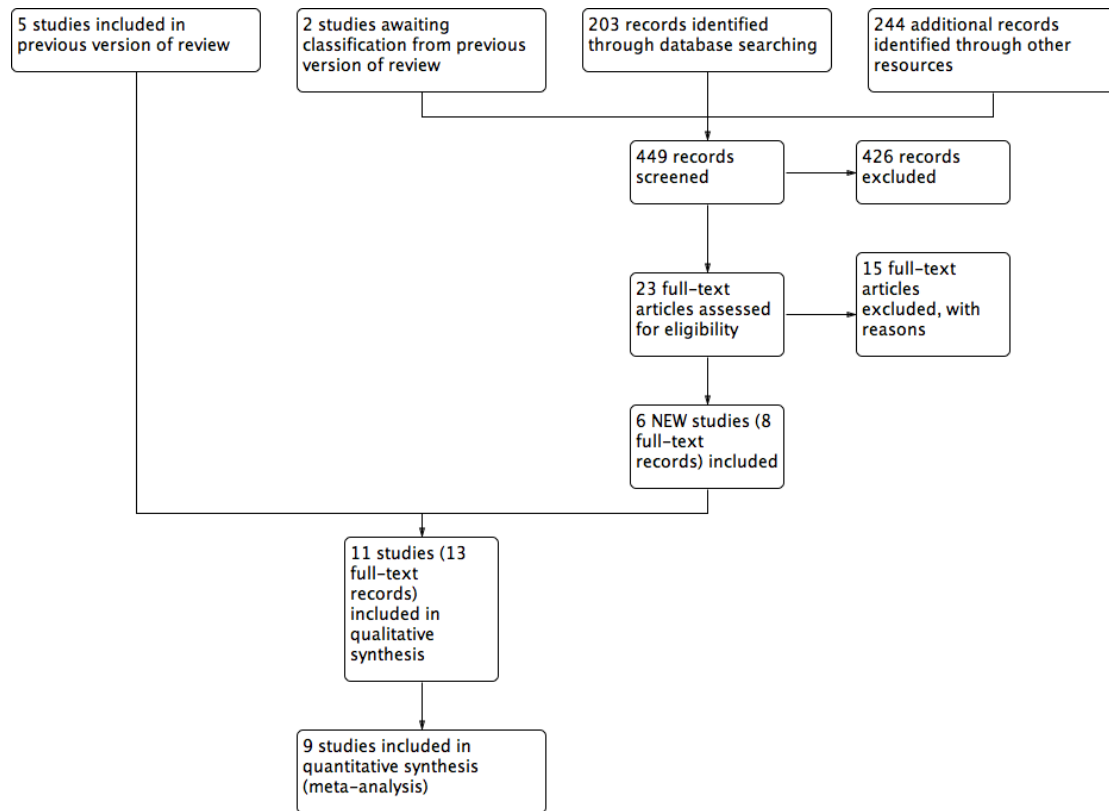 5 studies included in
previous version of review
2 studies awaiting
classification from previous
version of review
203 records identified
through database searching
244 additional records
identified through other
resources
449 records
screened
426 records
excluded
23 full-text
articles assessed
for eligibility
15 full-text
articles
excluded, with
reasons
6 NEW studies (8
full-text
records) included
11 studies (13
full-text
records)
included in
qualitative
synthesis
9 studies included in
quantitative synthesis
(meta-analysis)